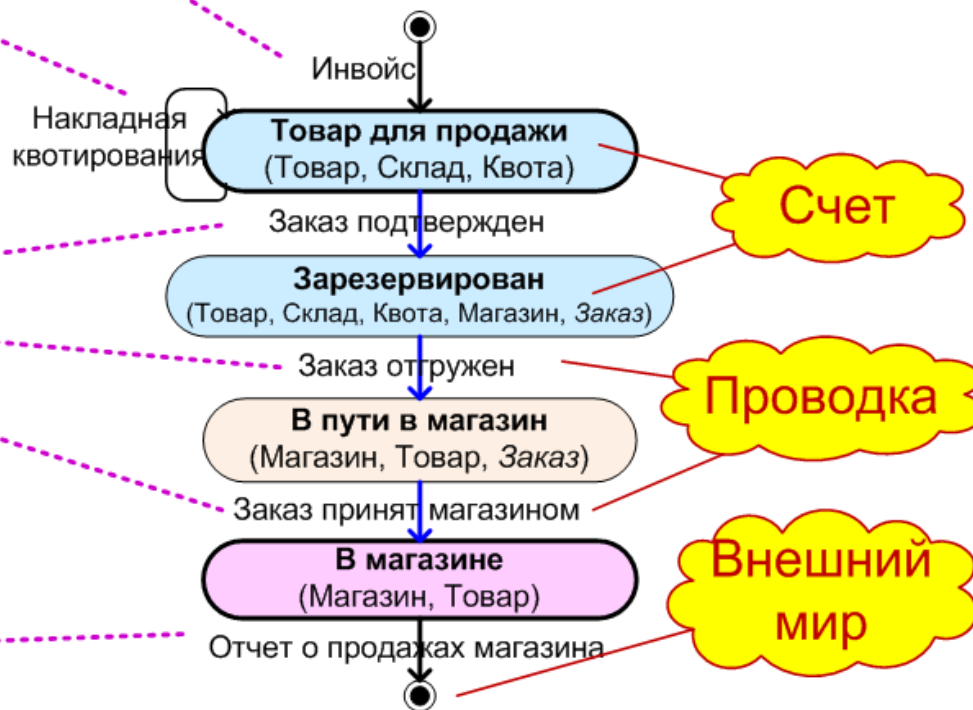 Инвойс
Накладная
квотирования
Товар для продажи
(Товар, Склад, Квота)
Счет
Заказ подтвержден
Зарезервирован
(Товар, Склад, Квота, Магазин, Заказ)
Заказ отгружен
Проводка
В пути в магазин
(Магазин, Товар, Заказ)
Заказ принят магазином
Внешний
мир
В магазине
(Магазин, Товар)
Отчет о продажах магазина